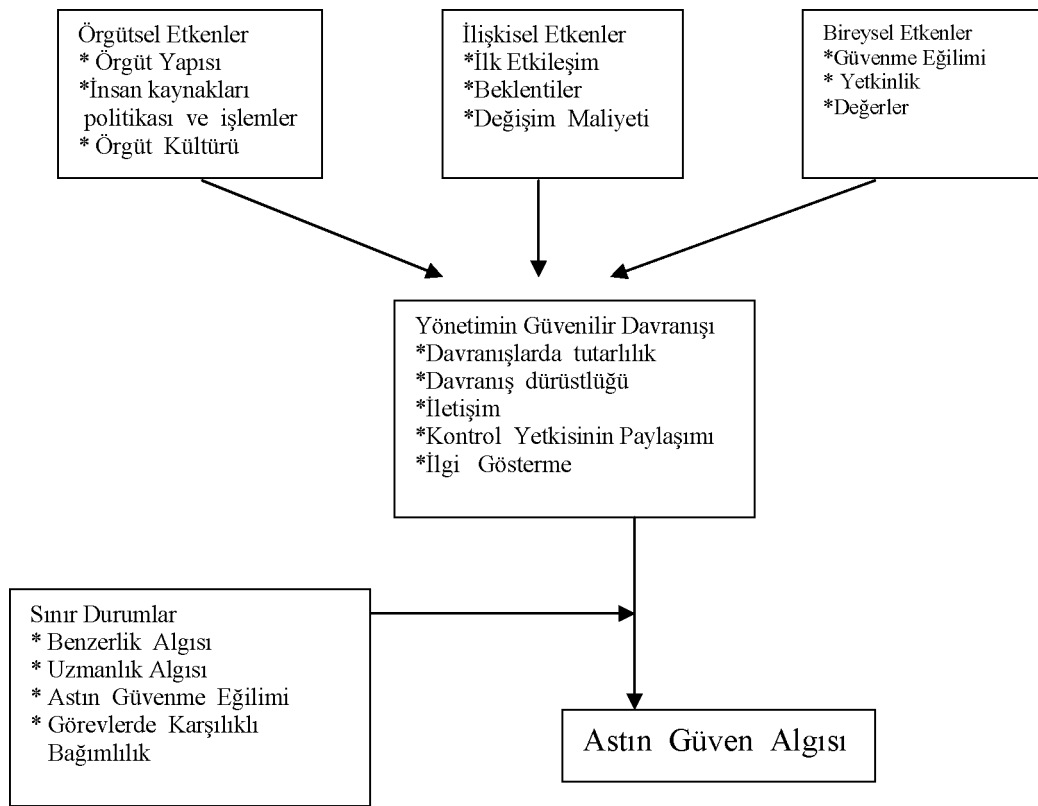 Örgütsel Etkenler
* Örgüt Yapısı
*İnsan kaynakları
politikası ve işlemler
* Örgüt Kültürü
İlişkisel Etkenler
*İlk Etkileşim
*Beklentiler
*Değişim Maliyeti
Bireysel Etkenler
*Güvenme Eğilimi
* Yetkinlik
*Değerler
Yönetimin Güvenilir Davranışı
*Davranışlarda tutarlılık
*Davranış dürüstlüğü
*İletişim
*Kontrol Yetkisinin Paylaşımı
*İlgi Gösterme
Sınır Durumlar
* Benzerlik Algısı
* Uzmanlık Algısı
* Astın Güvenme Eğilimi
* Görevlerde Karşılıklı
Bağımlılık
Astın Güven Algısı